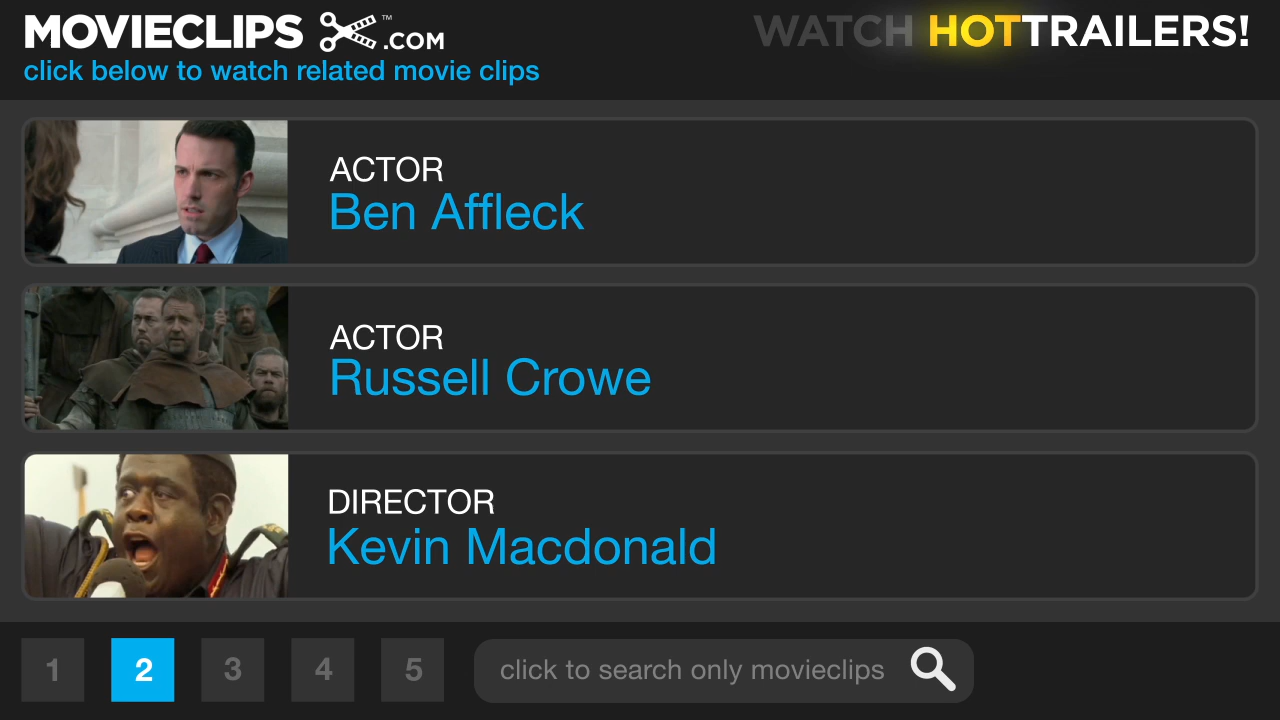 MOVIECLIPS ™ .COM
WATCH HOTTRAILERS!
click below to watch related movie clips
ACTOR
Ben Affleck
ACTOR
Russell Crowe
DIRECTOR
Kevin Macdonald
1 2 3 4 5 click to search only movieclips